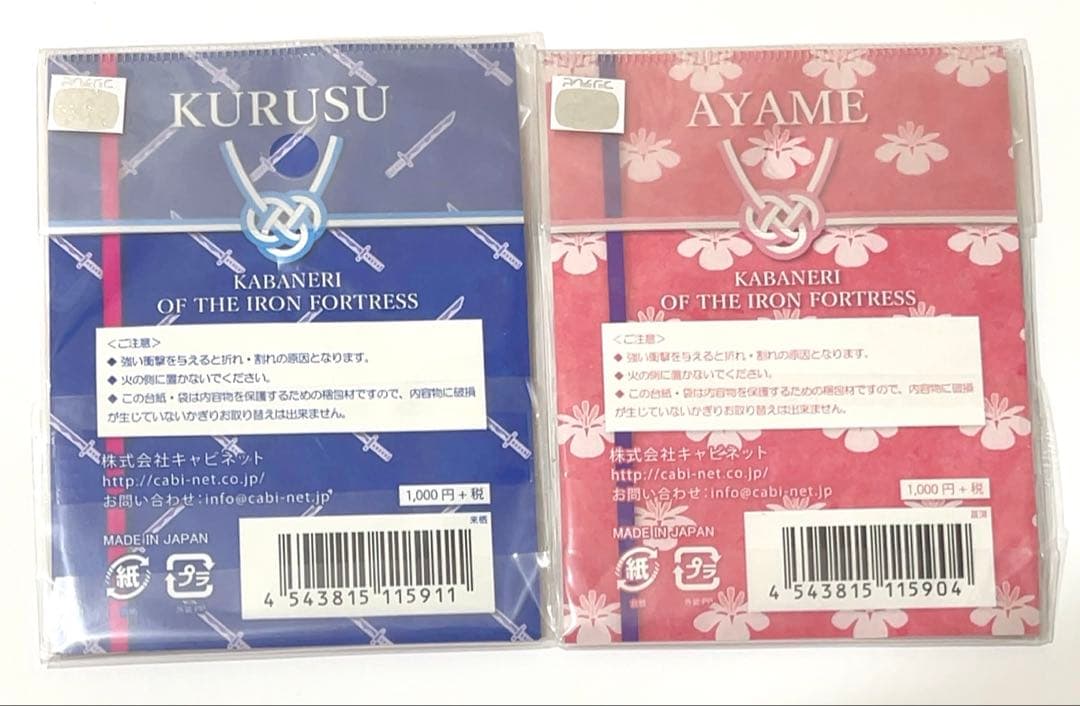 KURUSU
KABANERI
OF THE IRON FORTRESS
<ご注意>
◆ 強い衝撃を与えると折れ・割れの原因となります。
◆ 火の側に置かないでください。
◆ この台紙・袋は内容物を保護するための梱包材ですので、内容物に破損
が生じていないかぎりお取り替えは出来ません。
株式会社キャビネット
http://cabi-net.co.jp/
お問い合わせ:info@cabi-net.jp
1,000円+税
来栖
MADE IN JAPAN
紙
プラ
台紙
外装:PP
4 543815 115911
AYAME
KABANERI
OF THE IRON FORTRESS
<ご注意>
◆ 強い衝撃を与えると折れ・割れの原因となります。
◆ 火の側に置かないでください。
◆ この台紙・袋は内容物を保護するための梱包材ですので、内容物に破損
が生じていないかぎりお取り替えは出来ません。
株式会社キャビネット
http://cabi-net.co.jp/
お問い合わせ:info@cabi-net.jp
1,000円+税
菖蒲
MADE IN JAPAN
紙
プラ
台紙
外装:PP
4 543815 115904